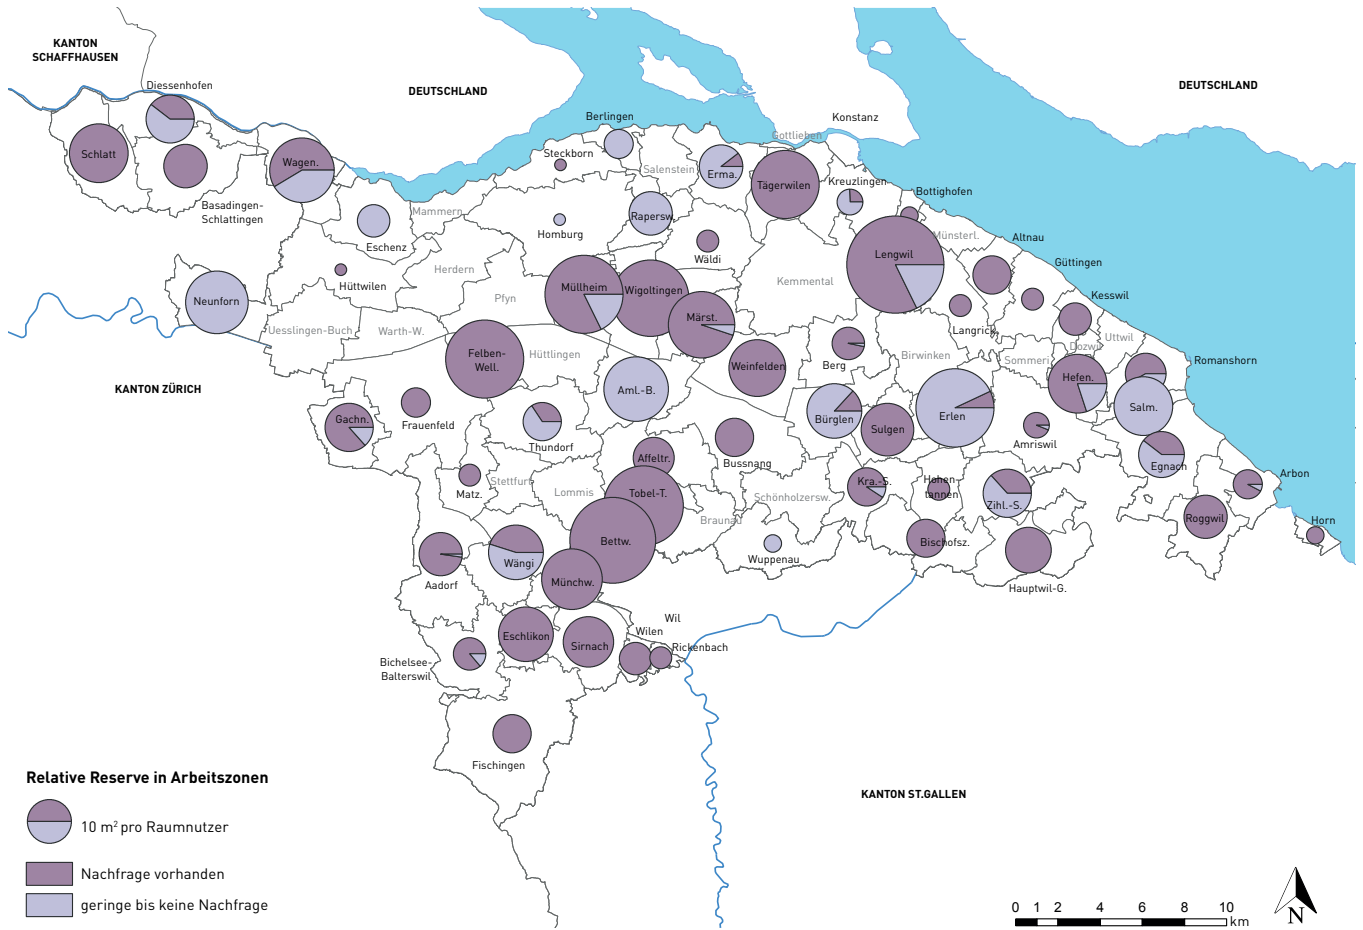 KANTON
SCHAFFHAUSEN
Diessenhofen
DEUTSCHLAND
DEUTSCHLAND
Berlingen
Konstanz
Gottlieben
Schlatt
Steckborn
Wagen.
Salenstein
Erma.
Tägerwilen
Kreuzlingen
Bottighofen
Basadingen-
Schlattingen
Mammern
Rapersw.
Homburg
Eschenz
Wäldi
Münsterl.
Altnau
Lengwil
Güttingen
Herdern
Hüttwilen
Kemmental
Kesswil
Neunforn
Pfyn
Müllheim
Wigoltingen
Märst.
Langrick.
Uesslingen-Buch
Warth-W.
Uttwil
Dozwil
Felben-
Well.
Hüttlingen
Weinfelden
Berg
Birwinken
Sommeri
Romanshorn
KANTON ZÜRICH
Aml.-B.
Hefen.
Salm.
Gachn.
Frauenfeld
Thundorf
Bürglen
Sulgen
Erlen
Amriswil
Affeltr.
Bussnang
Egnach
Arbon
Matz.
Stettfurt
Lommis
Tobel-T.
Schönholzersw.
Kra.-S.
Hohen-
tannen
Zihl.-S.
Braunau
Roggwil
Horn
Bettw.
Bischofsz.
Wängi
Wuppenau
Aadorf
Münchw.
Hauptwil-G.
Wil
Eschlikon
Sirnach
Wilen
Rickenbach
Bichelsee-
Balterswil
Fischingen
Relative Reserve in Arbeitszonen
KANTON ST.GALLEN
10 m² pro Raumnutzer
Nachfrage vorhanden
geringe bis keine Nachfrage
0 1 2 4 6 8 10
km
N